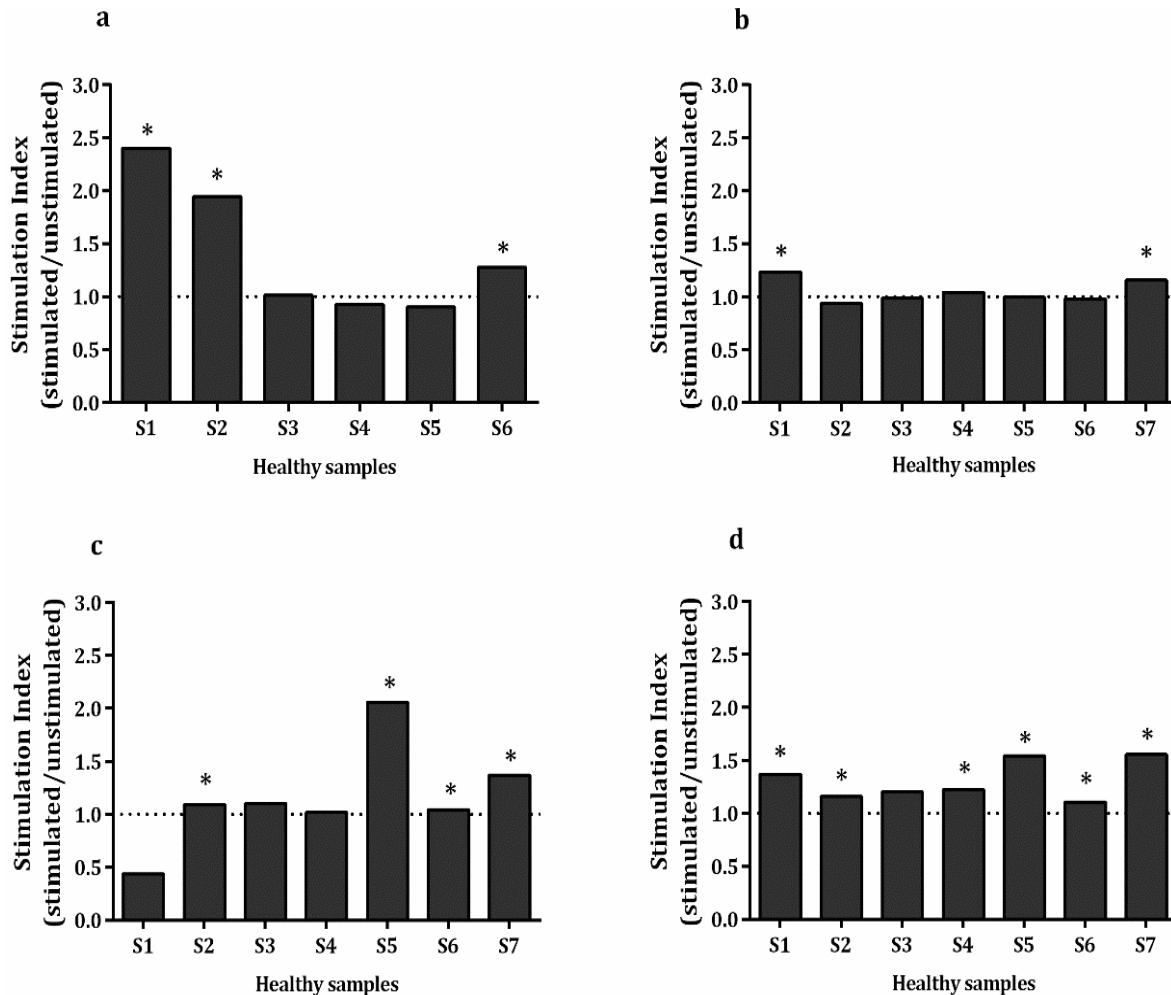 a
Stimulation Index
(stimulated/unstimulated)
3.0
2.5
2.0
1.5
1.0
0.5
0.0
* * *
S1 S2 S3 S4 S5 S6
Healthy samples
b
Stimulation Index
(stimulated/unstimulated)
3.0
2.5
2.0
1.5
1.0
0.5
0.0
* *
S1 S2 S3 S4 S5 S6 S7
Healthy samples
c
Stimulation Index
(stimulated/unstimulated)
3.0
2.5
2.0
1.5
1.0
0.5
0.0
* * * *
S1 S2 S3 S4 S5 S6 S7
Healthy samples
d
Stimulation Index
(stimulated/unstimulated)
3.0
2.5
2.0
1.5
1.0
0.5
0.0
* * * * * *
S1 S2 S3 S4 S5 S6 S7
Healthy samples